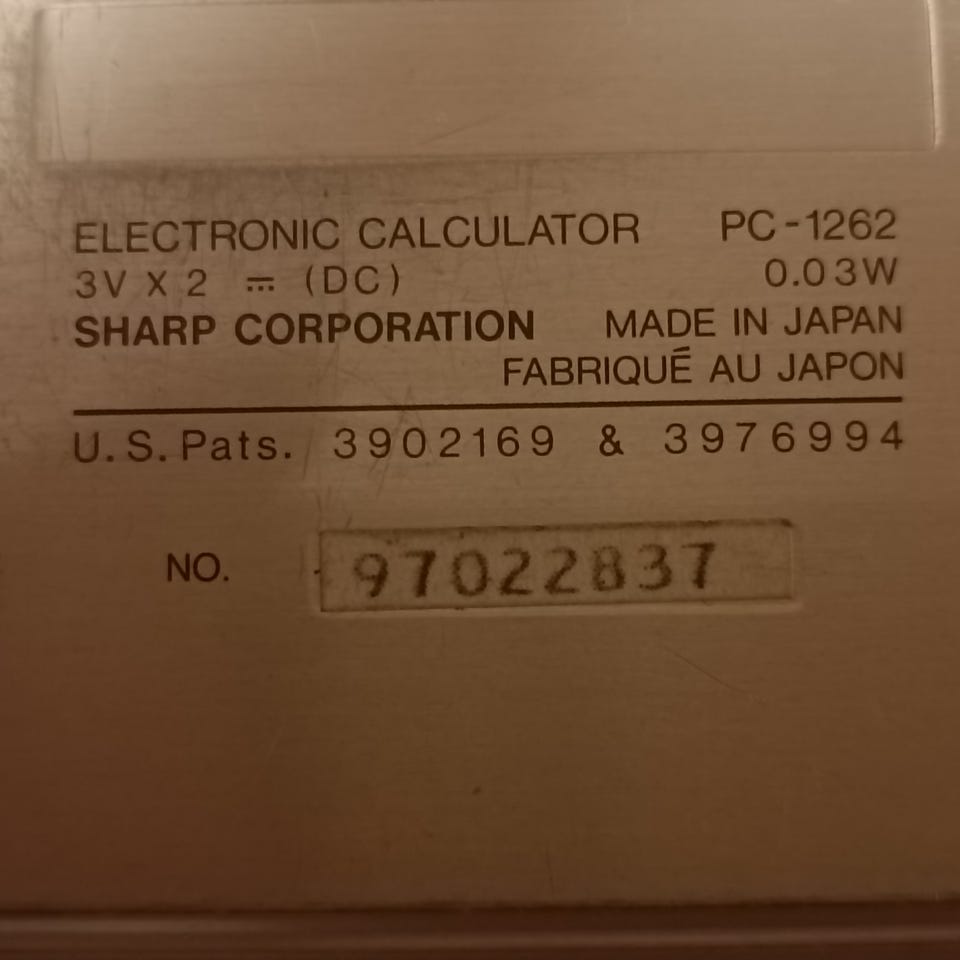 ELECTRONIC CALCULATOR PC-1262
3V X 2 ⎓ (DC) 0.03W
SHARP CORPORATION MADE IN JAPAN
FABRIQUÉ AU JAPON
U.S. Pats. 3902169 & 3976994
NO. 97022837